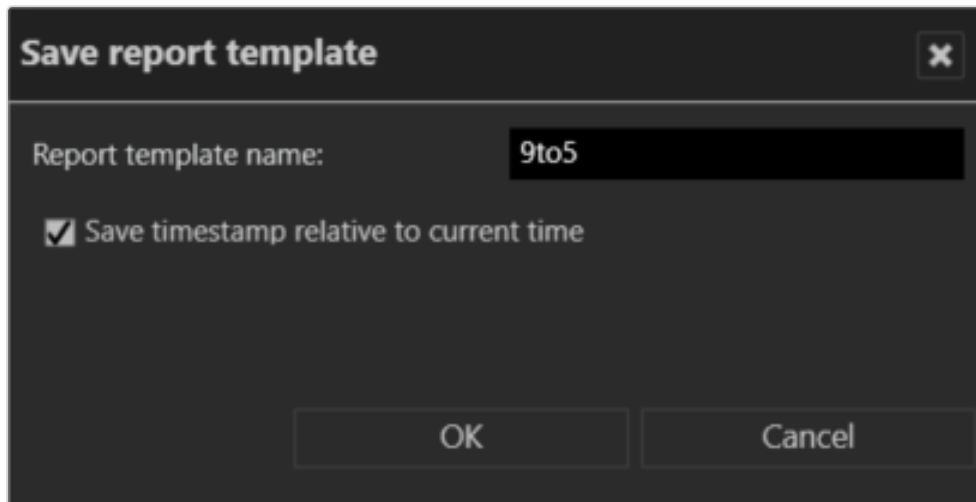 Save report template
Report template name: 9to5
Save timestamp relative to current time
OK Cancel